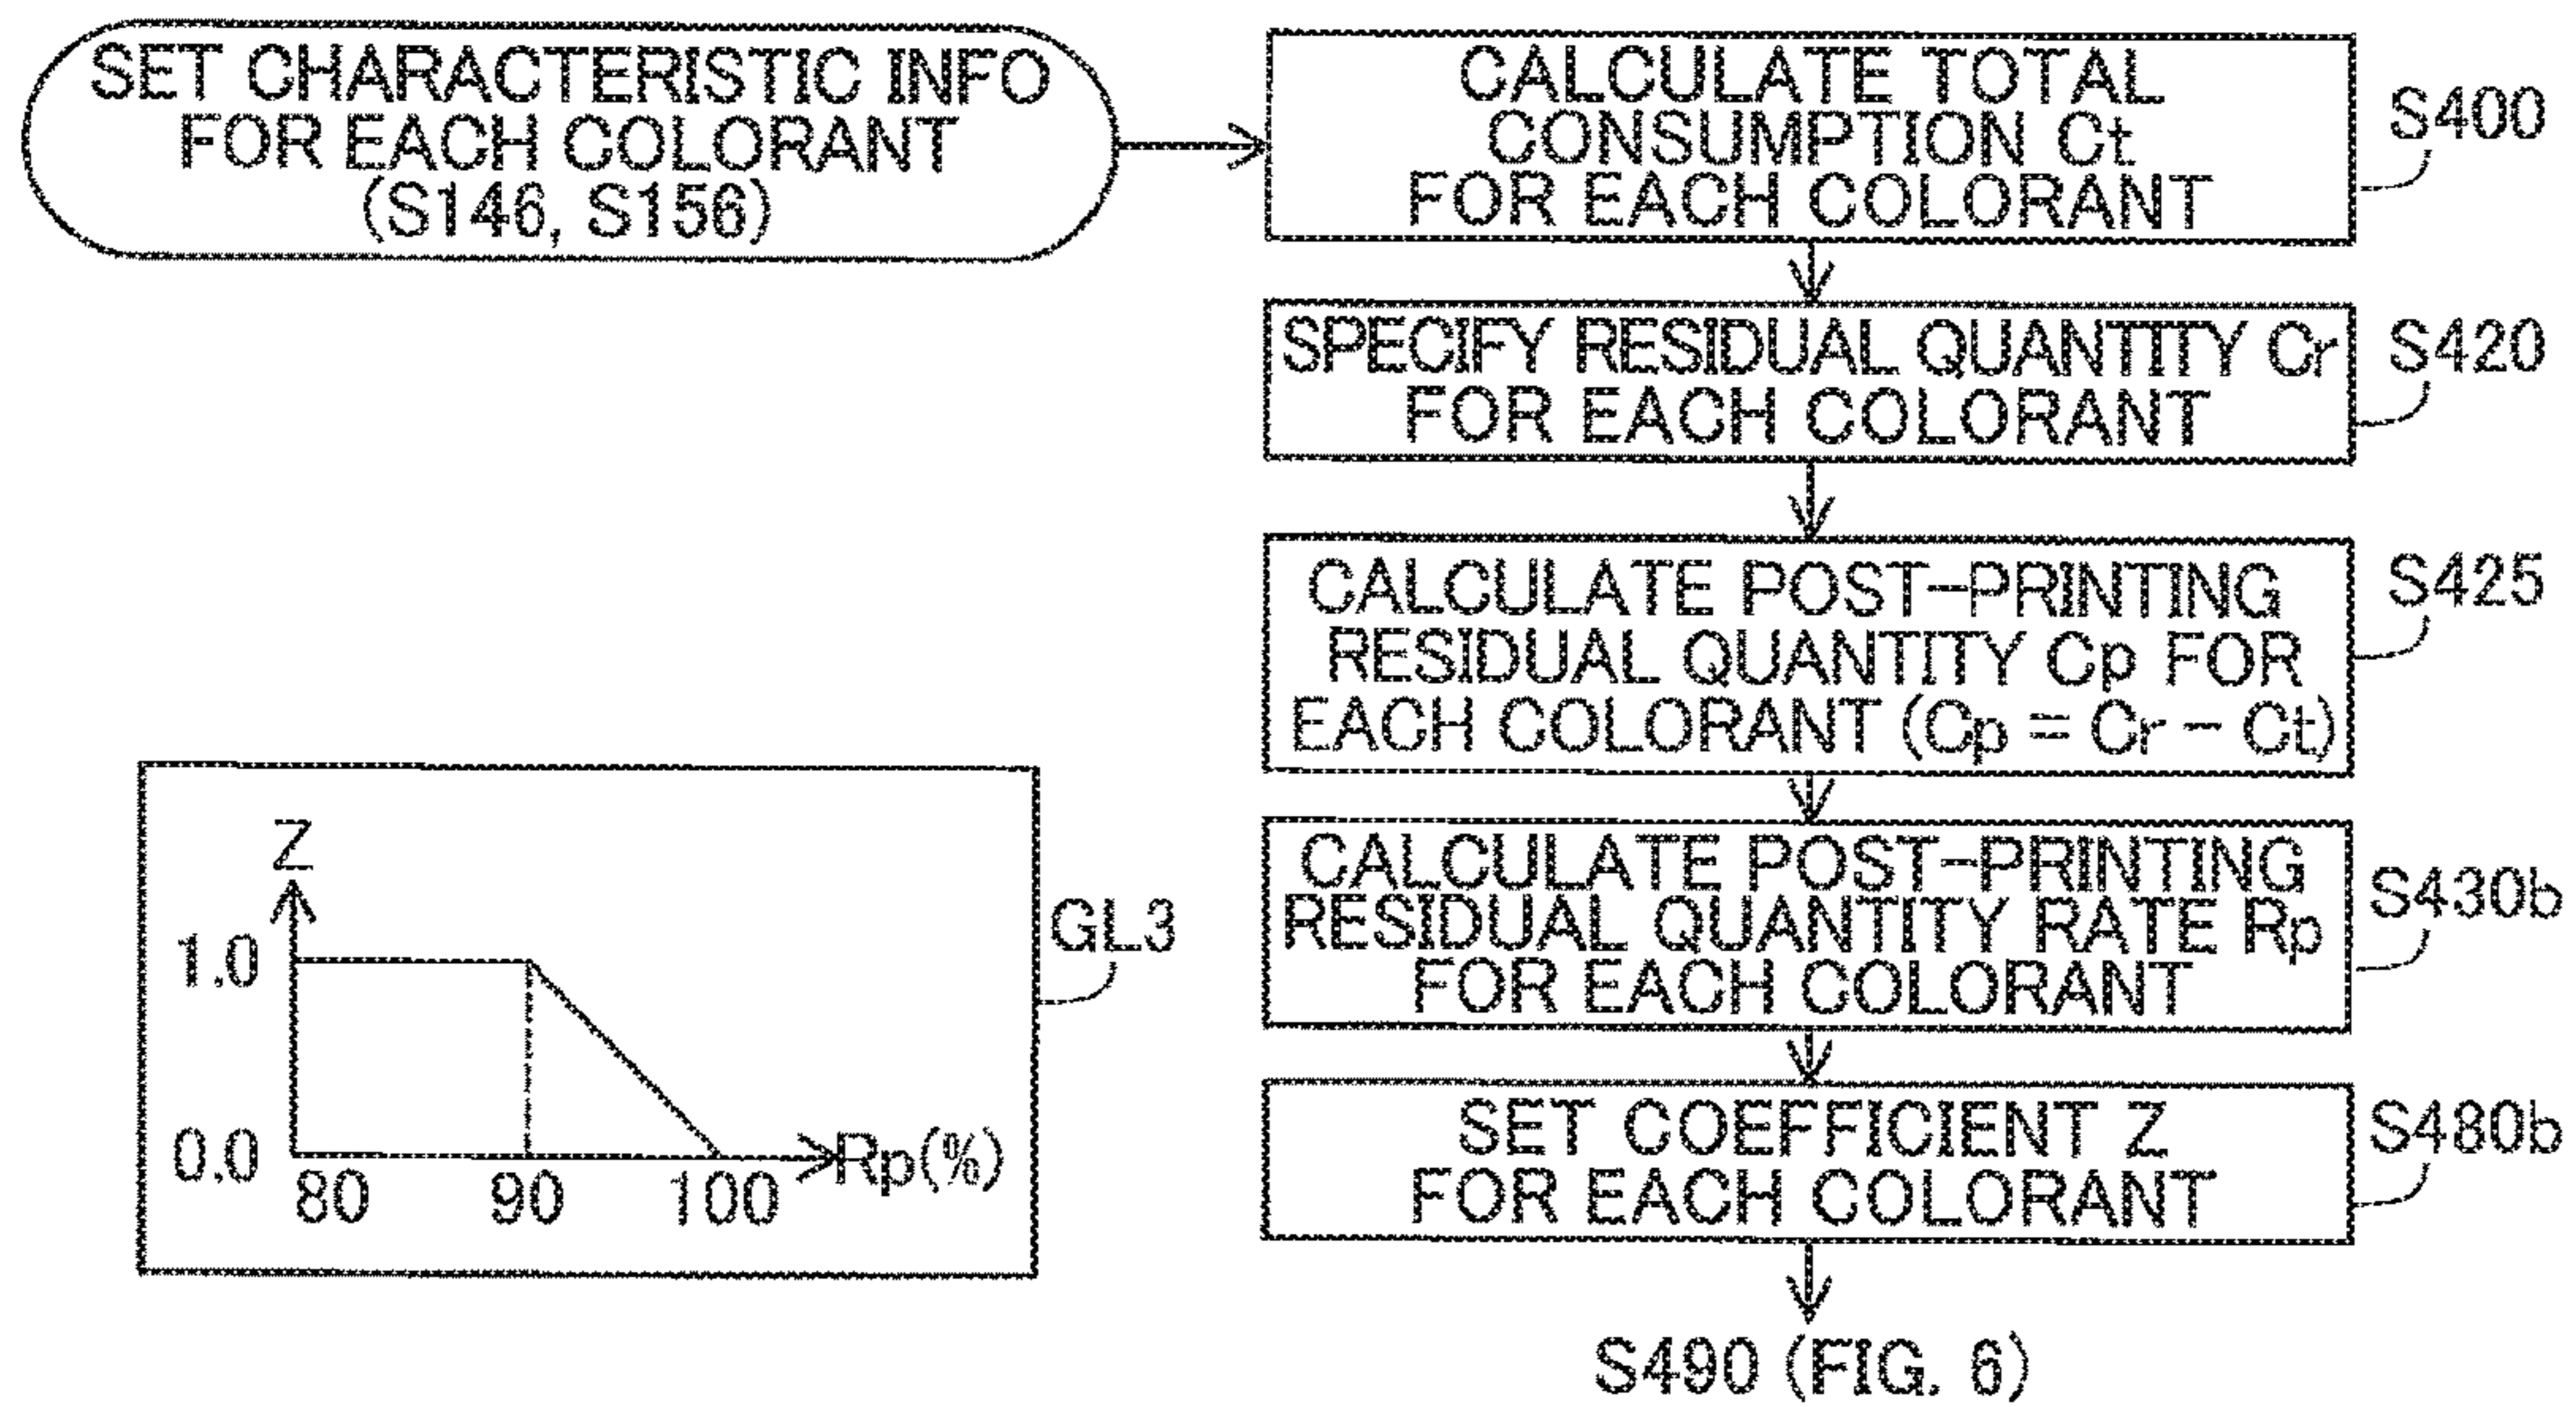 SET CHARACTERISTIC INFO
FOR EACH COLORANT
(S146, S156)
CALCULATE TOTAL
CONSUMPTION Ct
FOR EACH COLORANT
S400
SPECIFY RESIDUAL QUANTITY Cr
FOR EACH COLORANT
S420
CALCULATE POST-PRINTING
RESIDUAL QUANTITY Cp FOR
EACH COLORANT (Cp = Cr - Ct)
S425
CALCULATE POST-PRINTING
RESIDUAL QUANTITY RATE Rp
FOR EACH COLORANT
S430b
SET COEFFICIENT Z
FOR EACH COLORANT
S480b
S490 (FIG. 6)
Z
1.0
0.0
80
90
100
Rp(%)
GL3